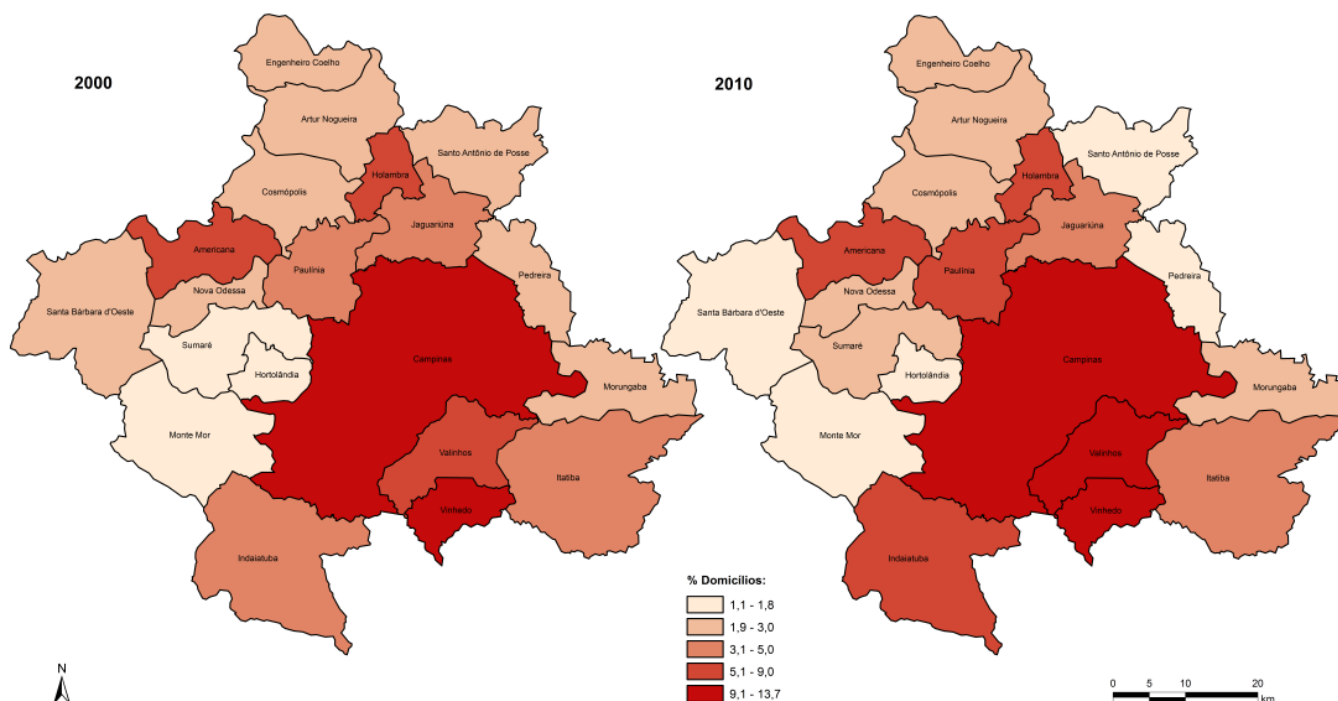 2000
Engenheiro Coelho
Artur Nogueira
Santo Antônio de Posse
Holambra
Cosmópolis
Jaguariúna
Americana
Paulínia
Pedreira
Nova Odessa
Santa Bárbara d'Oeste
Sumaré
Campinas
Hortolândia
Morungaba
Monte Mor
Valinhos
Itatiba
Vinhedo
Indaiatuba
N
2010
Engenheiro Coelho
Artur Nogueira
Santo Antônio de Posse
Holambra
Cosmópolis
Jaguariúna
Americana
Paulínia
Pedreira
Nova Odessa
Santa Bárbara d'Oeste
Sumaré
Campinas
Hortolândia
Morungaba
Monte Mor
Valinhos
Itatiba
Vinhedo
Indaiatuba
% Domicílios:
1,1 - 1,8
1,9 - 3,0
3,1 - 5,0
5,1 - 9,0
9,1 - 13,7
0 5 10 20
km